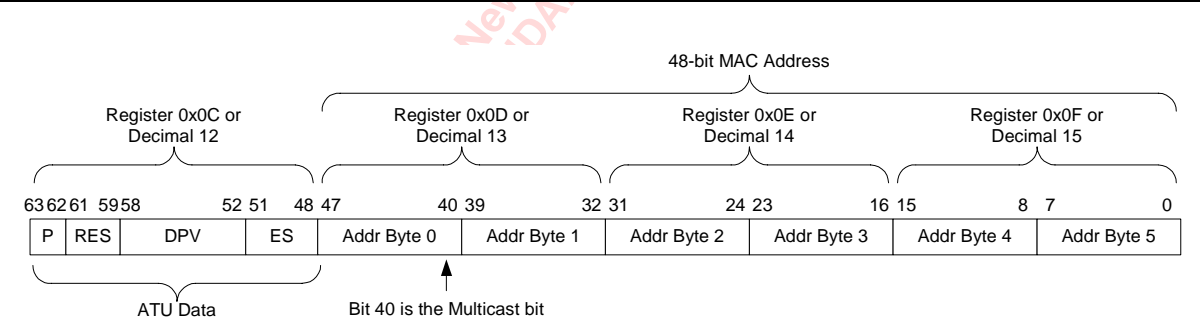 48-bit MAC Address
Register 0x0C or
Decimal 12
Register 0x0D or
Decimal 13
Register 0x0E or
Decimal 14
Register 0x0F or
Decimal 15
63 62 61 59 58 52 51 48 47 40 39 32 31 24 23 16 15 8 7 0
P RES DPV ES Addr Byte 0 Addr Byte 1 Addr Byte 2 Addr Byte 3 Addr Byte 4 Addr Byte 5
ATU Data
Bit 40 is the Multicast bit